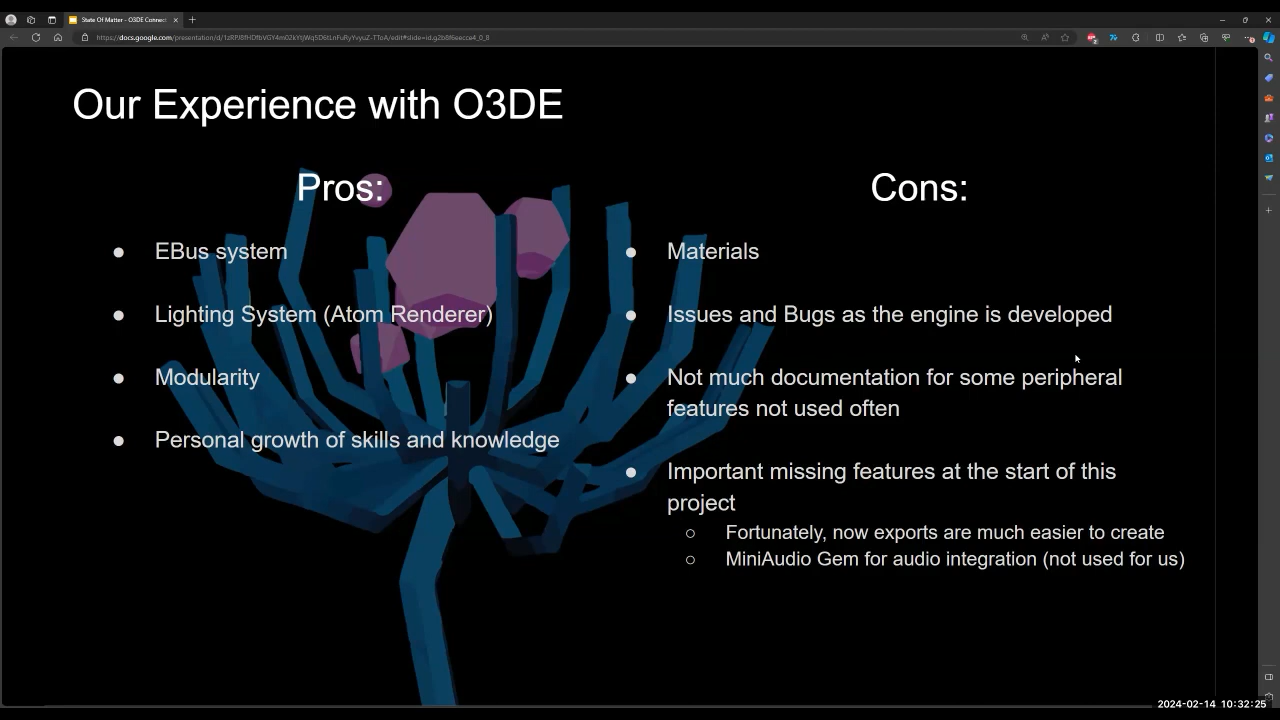 State Of Matter - O3DE Connect
Our Experience with O3DE
Pros:
EBus system
Lighting System (Atom Renderer)
Modularity
Personal growth of skills and knowledge
Cons:
Materials
Issues and Bugs as the engine is developed
Not much documentation for some peripheral
features not used often
Important missing features at the start of this
project
Fortunately, now exports are much easier to create
MiniAudio Gem for audio integration (not used for us)
2024-02-14 10:32:25